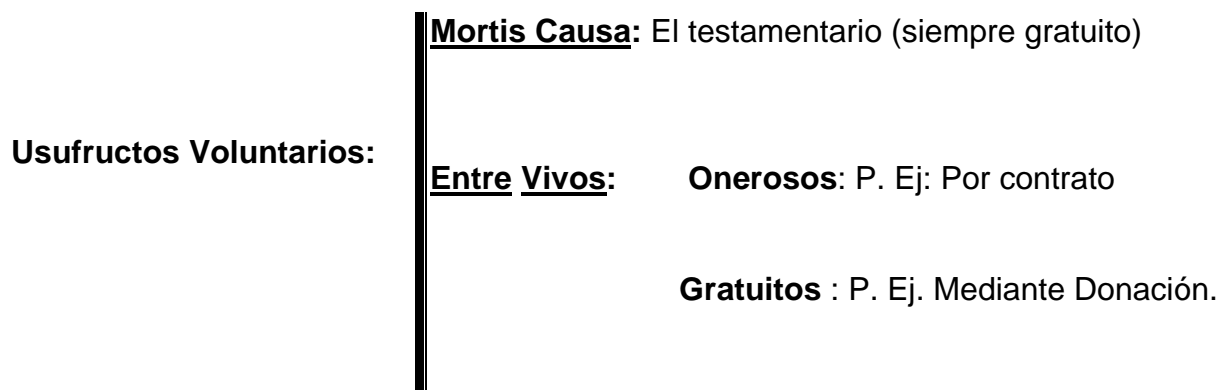 Mortis Causa: El testamentario (siempre gratuito)
Usufructos Voluntarios:
Entre Vivos: Onerosos: P. Ej: Por contrato
Gratuitos : P. Ej. Mediante Donación.